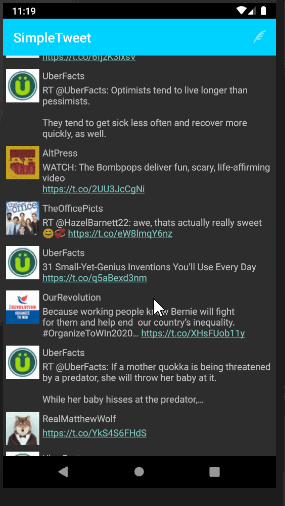 11:19
SimpleTweet
https://t.co/6Ij2K3IxsV
UberFacts
RT @UberFacts: Optimists tend to live longer than
pessimists.
They tend to get sick less often and recover more
quickly, as well.
AltPress
WATCH: The Bombpops deliver fun, scary, life-affirming
video
https://t.co/2UU3JcCgNi
TheOfficePicts
RT @HazelBarnett22: awe, thats actually really sweet
😊💞 https://t.co/eW8lmqY6nz
UberFacts
31 Small-Yet-Genius Inventions You'll Use Every Day
https://t.co/q5aBexd3nm
OurRevolution
Because working people know Bernie will fight
for them and help end our country's inequality.
#OrganizeToWin2020… https://t.co/XHsFUob11y
UberFacts
RT @UberFacts: If a mother quokka is being threatened
by a predator, she will throw her baby at it.
While her baby hisses at the predator,…
RealMatthewWolf
https://t.co/YkS4S6FHdS
UberFacts